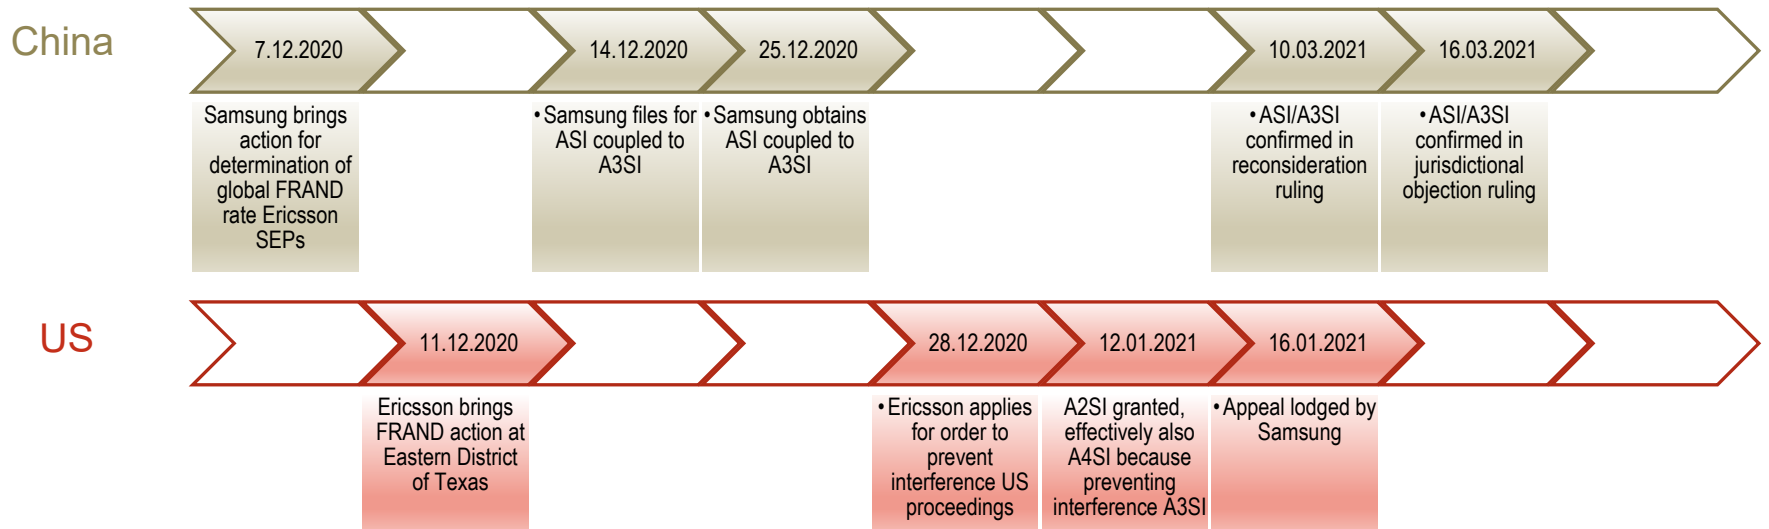 China
7.12.2020
14.12.2020
25.12.2020
10.03.2021
16.03.2021
Samsung brings
action for
determination of
global FRAND
rate Ericsson
SEPs
• Samsung files for
ASI coupled to
A3SI
• Samsung obtains
ASI coupled to
A3SI
• ASI/A3SI
confirmed in
reconsideration
ruling
• ASI/A3SI
confirmed in
jurisdictional
objection ruling
US
11.12.2020
28.12.2020
12.01.2021
16.01.2021
Ericsson brings
FRAND action at
Eastern District
of Texas
• Ericsson applies
for order to
prevent
interference US
proceedings
A2SI granted,
effectively also
A4SI because
preventing
interference A3SI
• Appeal lodged by
Samsung